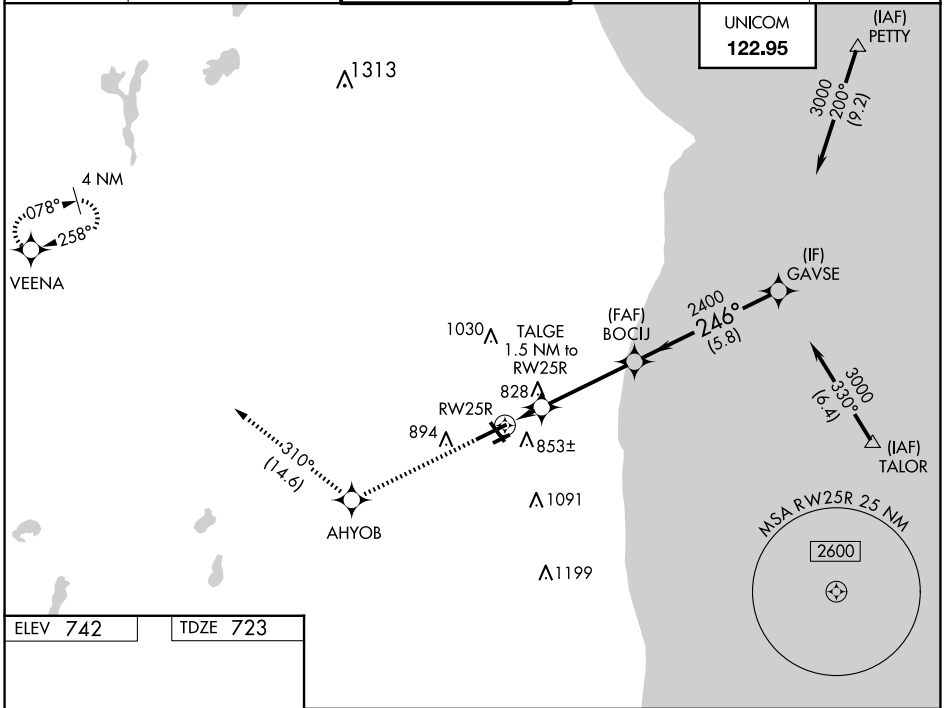 UNICOM
122.95
(IAF)
PETTY
3000
200°
(9.2)
1313
4 NM
078°
258°
VEENA
(IF)
GAVSE
2400
246°
(5.8)
(FAF)
BOCIJ
1030
TALGE
1.5 NM to
RW25R
828
RW25R
894
853±
3000
330°
(6.4)
(IAF)
TALOR
310°
(14.6)
AHYOB
1091
1199
MSA RW25R 25 NM
2600
ELEV 742
TDZE 723